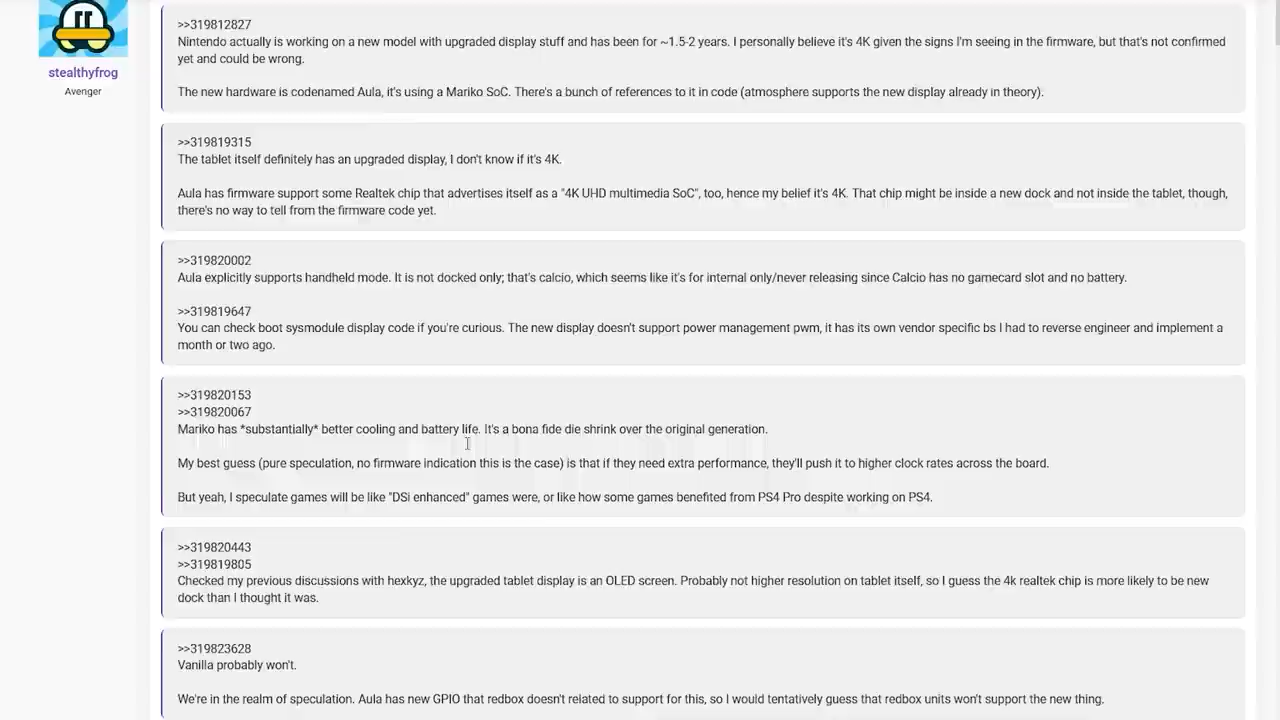 stealthyfrog
Avenger
>>319812827
Nintendo actually is working on a new model with upgraded display stuff and has been for ~1.5-2 years. I personally believe it's 4K given the signs I'm seeing in the firmware, but that's not confirmed
yet and could be wrong.
The new hardware is codenamed Aula, it's using a Mariko SoC. There's a bunch of references to it in code (atmosphere supports the new display already in theory).
>>319819315
The tablet itself definitely has an upgraded display, I don't know if it's 4K.
Aula has firmware support some Realtek chip that advertises itself as a "4K UHD multimedia SoC", too, hence my belief it's 4K. That chip might be inside a new dock and not inside the tablet, though,
there's no way to tell from the firmware code yet.
>>319820002
Aula explicitly supports handheld mode. It is not docked only; that's calcio, which seems like it's for internal only/never releasing since Calcio has no gamecard slot and no battery.
>>319819647
You can check boot sysmodule display code if you're curious. The new display doesn't support power management pwm, it has its own vendor specific bs I had to reverse engineer and implement a
month or two ago.
>>319820153
>>319820067
Mariko has *substantially* better cooling and battery life. It's a bona fide die shrink over the original generation.
My best guess (pure speculation, no firmware indication this is the case) is that if they need extra performance, they'll push it to higher clock rates across the board.
But yeah, I speculate games will be like "DSi enhanced" games were, or like how some games benefited from PS4 Pro despite working on PS4.
>>319820443
>>319819805
Checked my previous discussions with hexkyz, the upgraded tablet display is an OLED screen. Probably not higher resolution on tablet itself, so I guess the 4k realtek chip is more likely to be new
dock than I thought it was.
>>319823628
Vanilla probably won't.
We're in the realm of speculation. Aula has new GPIO that redbox doesn't related to support for this, so I would tentatively guess that redbox units won't support the new thing.